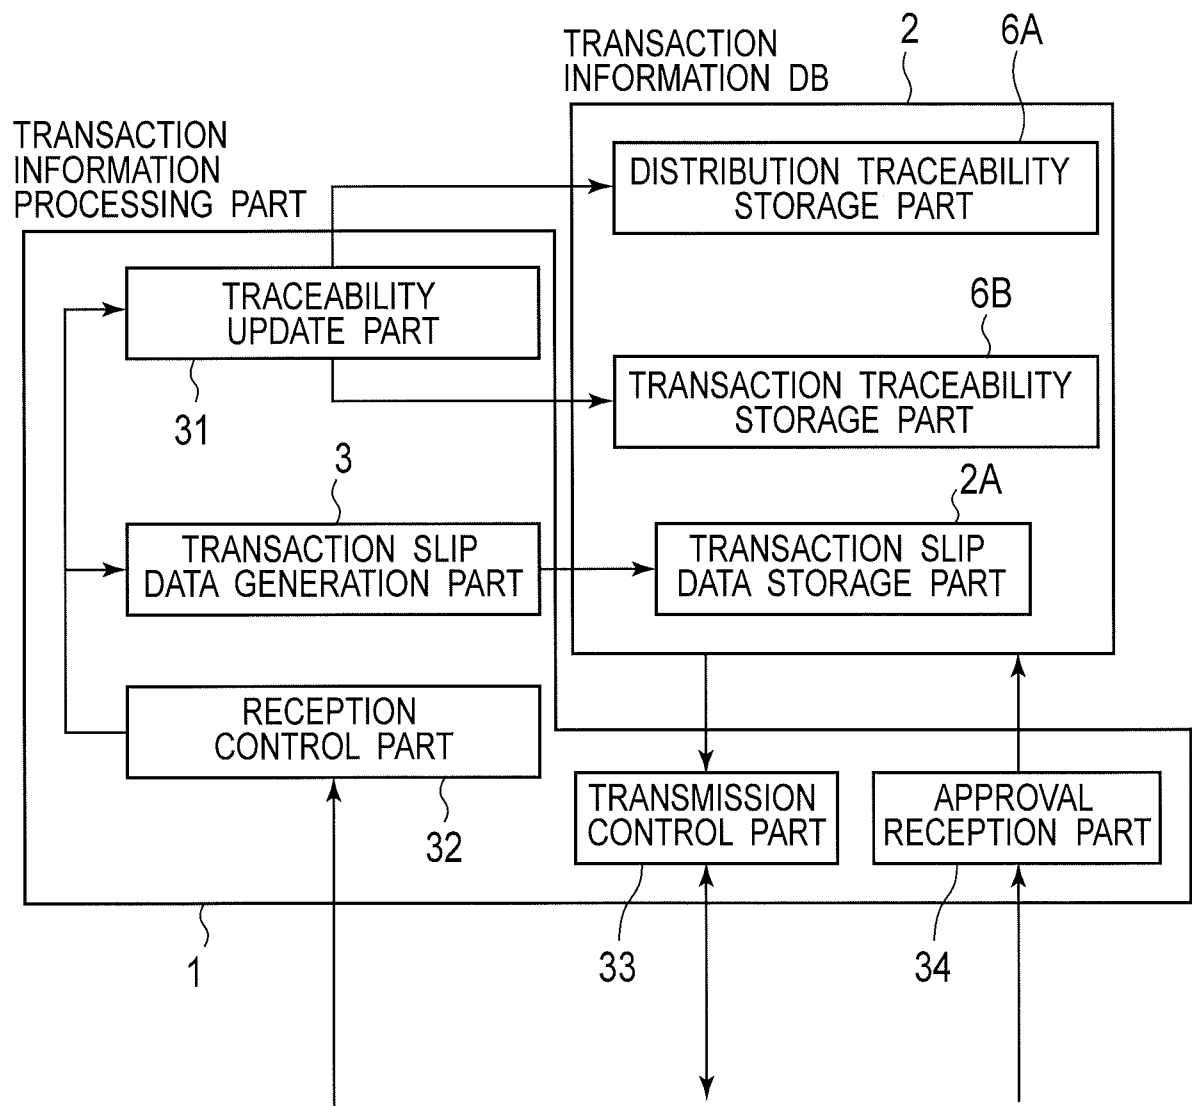 2
6A
TRANSACTION
INFORMATION DB
TRANSACTION
INFORMATION
PROCESSING PART
DISTRIBUTION TRACEABILITY
STORAGE PART
TRACEABILITY
UPDATE PART
6B
31
TRANSACTION TRACEABILITY
STORAGE PART
3
2A
TRANSACTION SLIP
DATA GENERATION PART
TRANSACTION SLIP
DATA STORAGE PART
RECEPTION
CONTROL PART
32
TRANSMISSION
CONTROL PART
APPROVAL
RECEPTION PART
1
33
34